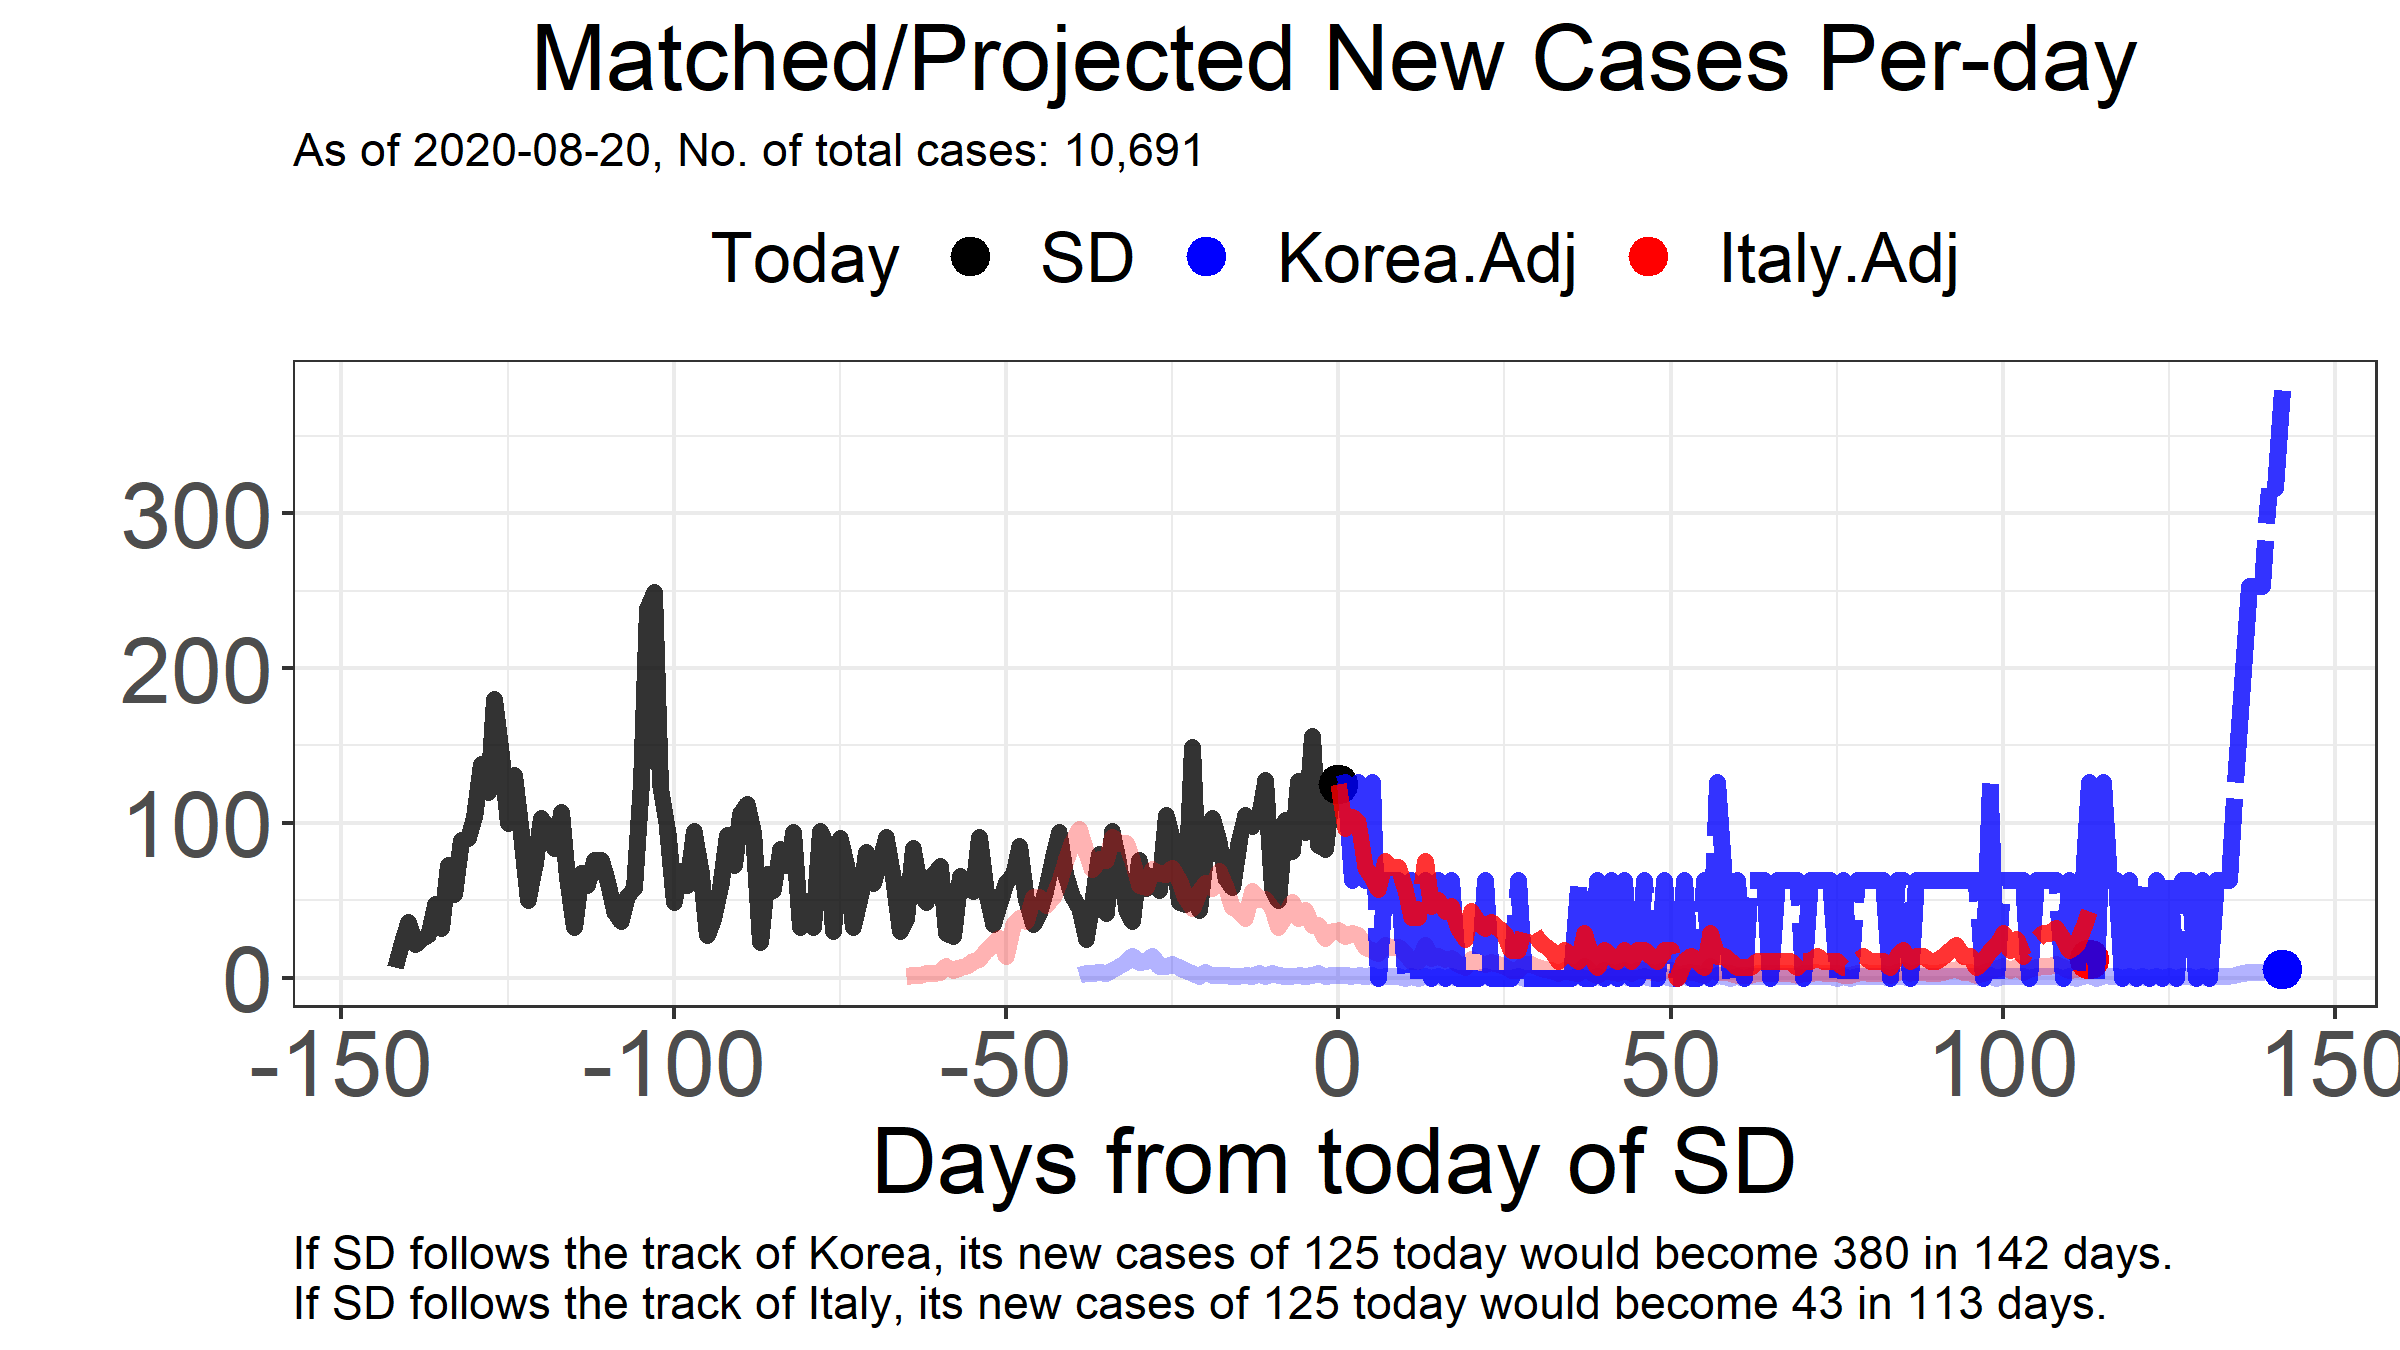 Matched/Projected New Cases Per-day
As of 2020-08-20, No. of total cases: 10,691
Today SD Korea.Adj Italy.Adj
300
200
100
0
-150 -100 -50 0 50 100 150
Days from today of SD
If SD follows the track of Korea, its new cases of 125 today would become 380 in 142 days.
If SD follows the track of Italy, its new cases of 125 today would become 43 in 113 days.